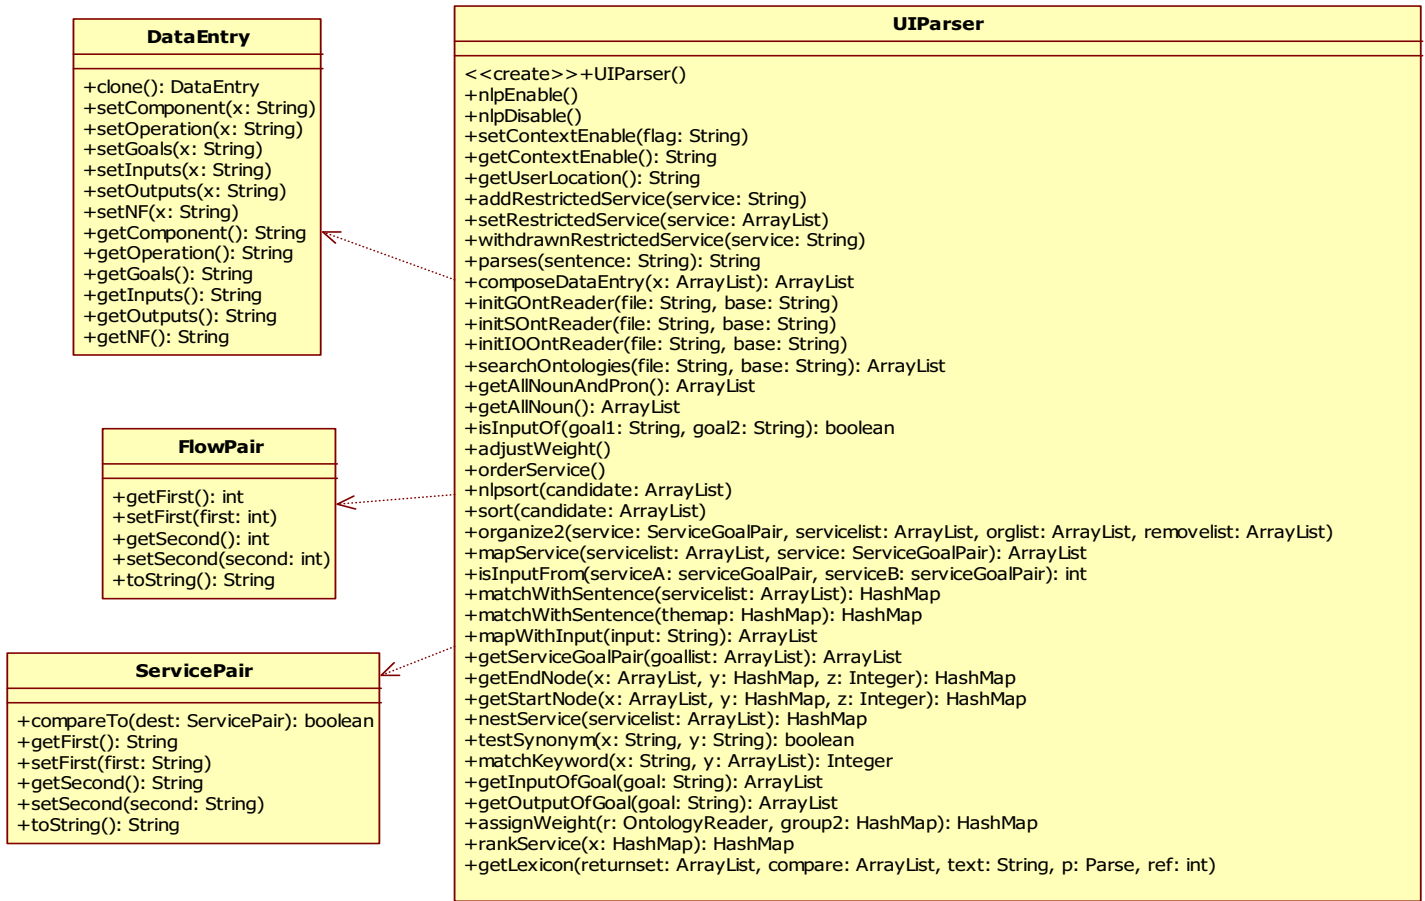 DataEntry
+clone(): DataEntry
+setComponent(x: String)
+setOperation(x: String)
+setGoals(x: String)
+setInputs(x: String)
+setOutputs(x: String)
+setNF(x: String)
+getComponent(): String
+getOperation(): String
+getGoals(): String
+getInputs(): String
+getOutputs(): String
+getNF(): String
FlowPair
+getFirst(): int
+setFirst(first: int)
+getSecond(): int
+setSecond(second: int)
+toString(): String
ServicePair
+compareTo(dest: ServicePair): boolean
+getFirst(): String
+setFirst(first: String)
+getSecond(): String
+setSecond(second: String)
+toString(): String
UIParser
<<create>>+UIParser()
+nlpEnable()
+nlpDisable()
+setContextEnable(flag: String)
+getContextEnable(): String
+getUserLocation(): String
+addRestrictedService(service: String)
+setRestrictedService(service: ArrayList)
+withdrawnRestrictedService(service: String)
+parses(sentence: String): String
+composeDataEntry(x: ArrayList): ArrayList
+initGOntReader(file: String, base: String)
+initSOntReader(file: String, base: String)
+initIOOntReader(file: String, base: String)
+searchOntologies(file: String, base: String): ArrayList
+getAllNounAndPron(): ArrayList
+getAllNoun(): ArrayList
+isInputOf(goal1: String, goal2: String): boolean
+adjustWeight()
+orderService()
+nlpsort(candidate: ArrayList)
+sort(candidate: ArrayList)
+organize2(service: ServiceGoalPair, servicelist: ArrayList, orglist: ArrayList, removelist: ArrayList)
+mapService(servicelist: ArrayList, service: ServiceGoalPair): ArrayList
+isInputFrom(serviceA: serviceGoalPair, serviceB: serviceGoalPair): int
+matchWithSentence(servicelist: ArrayList): HashMap
+matchWithSentence(themap: HashMap): HashMap
+mapWithInput(input: String): ArrayList
+getServiceGoalPair(goallist: ArrayList): ArrayList
+getEndNode(x: ArrayList, y: HashMap, z: Integer): HashMap
+getStartNode(x: ArrayList, y: HashMap, z: Integer): HashMap
+nestService(servicelist: ArrayList): HashMap
+testSynonym(x: String, y: String): boolean
+matchKeyword(x: String, y: ArrayList): Integer
+getInputOfGoal(goal: String): ArrayList
+getOutputOfGoal(goal: String): ArrayList
+assignWeight(r: OntologyReader, group2: HashMap): HashMap
+rankService(x: HashMap): HashMap
+getLexicon(returnset: ArrayList, compare: ArrayList, text: String, p: Parse, ref: int)